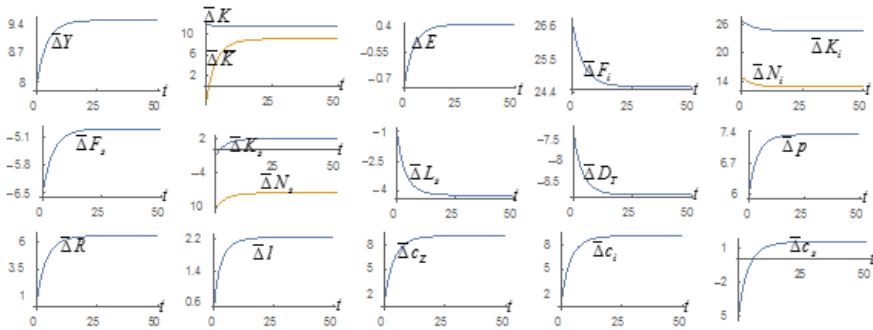 9.4 8.7 8 Δ̅Y 0 25 50 t
Δ̅K 10 6 2 Δ̅K̅ 0 25 50 t
0.4 −0.55 −0.7 Δ̅E 0 25 50 t
26.6 25.5 24.4 Δ̅F_i 0 25 50 t
26 20 14 Δ̅K_i Δ̅N_i 0 25 50 t
−5.1 −5.8 −6.5 Δ̅F_s 0 25 50 t
2 −4 10 Δ̅K_s Δ̅N_s 25 0 25 50 50 t
−1 −2.5 −4 Δ̅L_s 0 25 50 t
−7.5 −8 −8.5 Δ̅D_T 0 25 50 t
7.4 6.7 6 Δ̅p 0 25 50 t
6 3.5 1 Δ̅R 0 25 50 t
2.2 1.4 0.6 Δ̅l 0 25 50 t
8 5 2 Δ̅c_Z 0 25 50 t
8 5 2 Δ̅c_i 0 25 50 t
1 −2 5 Δ̅c_s 0 25 50 t